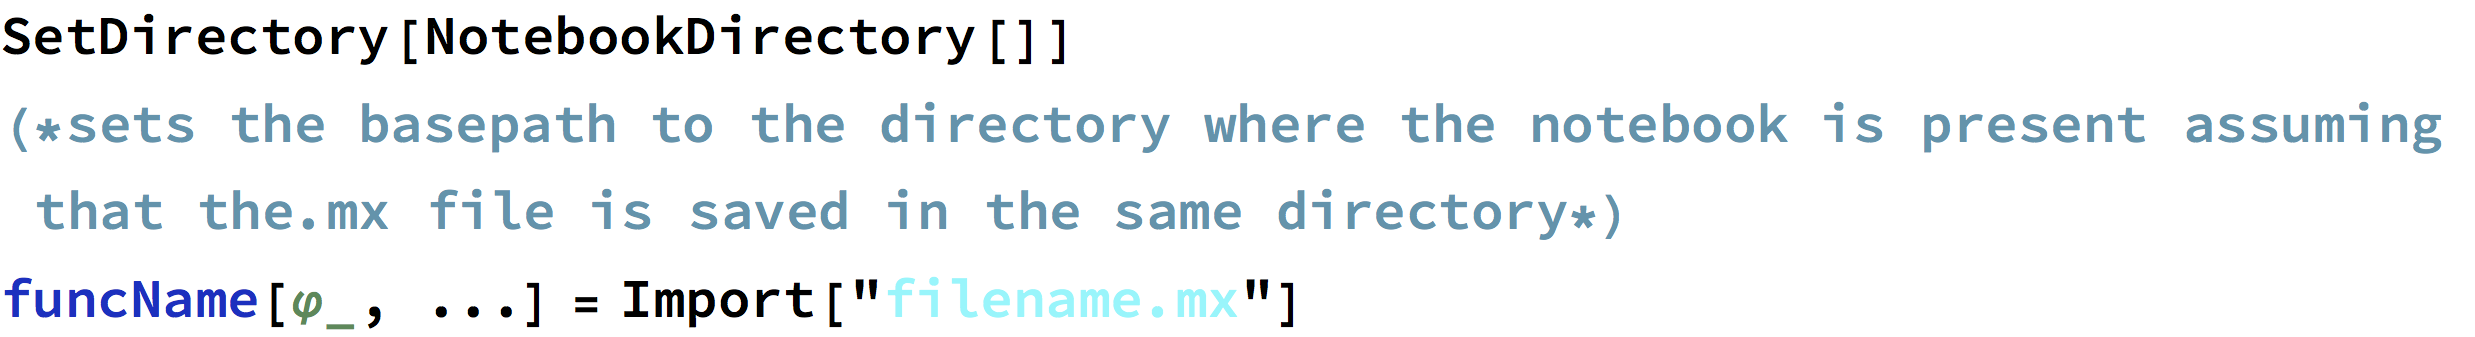 SetDirectory[NotebookDirectory[]]
(*sets the basepath to the directory where the notebook is present assuming
that the.mx file is saved in the same directory*)
funcName[φ_, ...] = Import["filename.mx"]